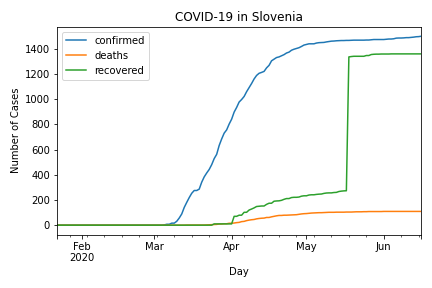 COVID-19 in Slovenia
confirmed
deaths
recovered
Number of Cases
1400
1200
1000
800
600
400
200
0
Feb
2020
Mar
Apr
May
Jun
Day